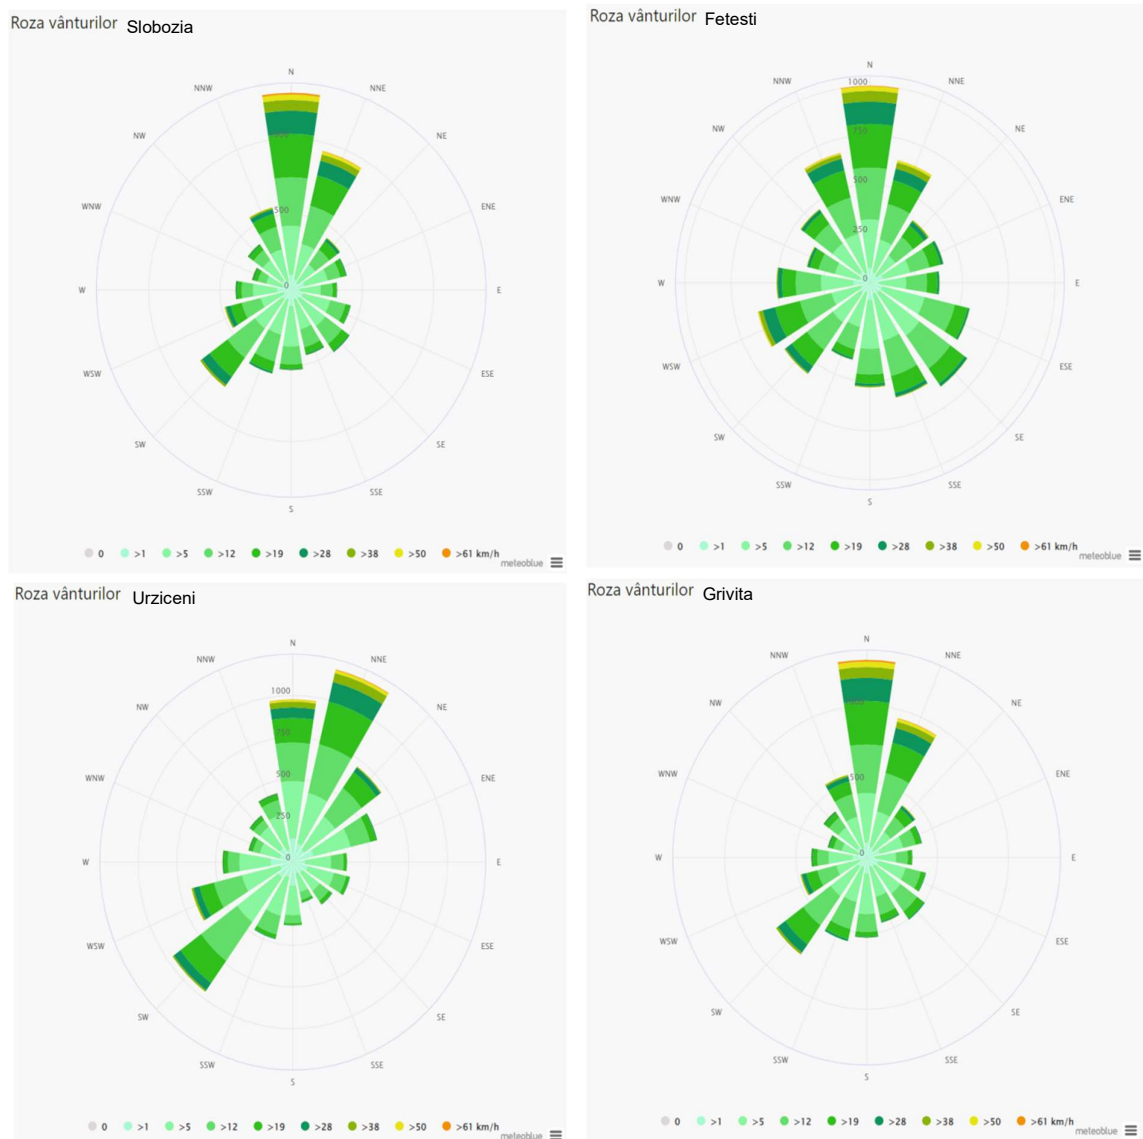 Roza vânturilor Slobozia
N
NNW NNE
NW NE
WNW ENE
500
W 0 E
WSW ESE
SW SE
SSW SSE
S
0 >1 >5 >12 >19 >28 >38 >50 >61 km/h
meteoblue
Roza vânturilor Fetesti
N
NNW 1000 NNE
NW 750 NE
500
WNW ENE
250
W 0 E
WSW ESE
SW SE
SSW SSE
S
0 >1 >5 >12 >19 >28 >38 >50 >61 km/h
meteoblue
Roza vânturilor Urziceni
N
NNW NNE
1000
NW NE
750
WNW 500 ENE
250
W 0 E
WSW ESE
SW SE
SSW SSE
S
0 >1 >5 >12 >19 >28 >38 >50 >61 km/h
meteoblue
Roza vânturilor Grivita
N
NNW NNE
NW NE
WNW 500 ENE
W 0 E
WSW ESE
SW SE
SSW SSE
S
0 >1 >5 >12 >19 >28 >38 >50 >61 km/h
meteoblue